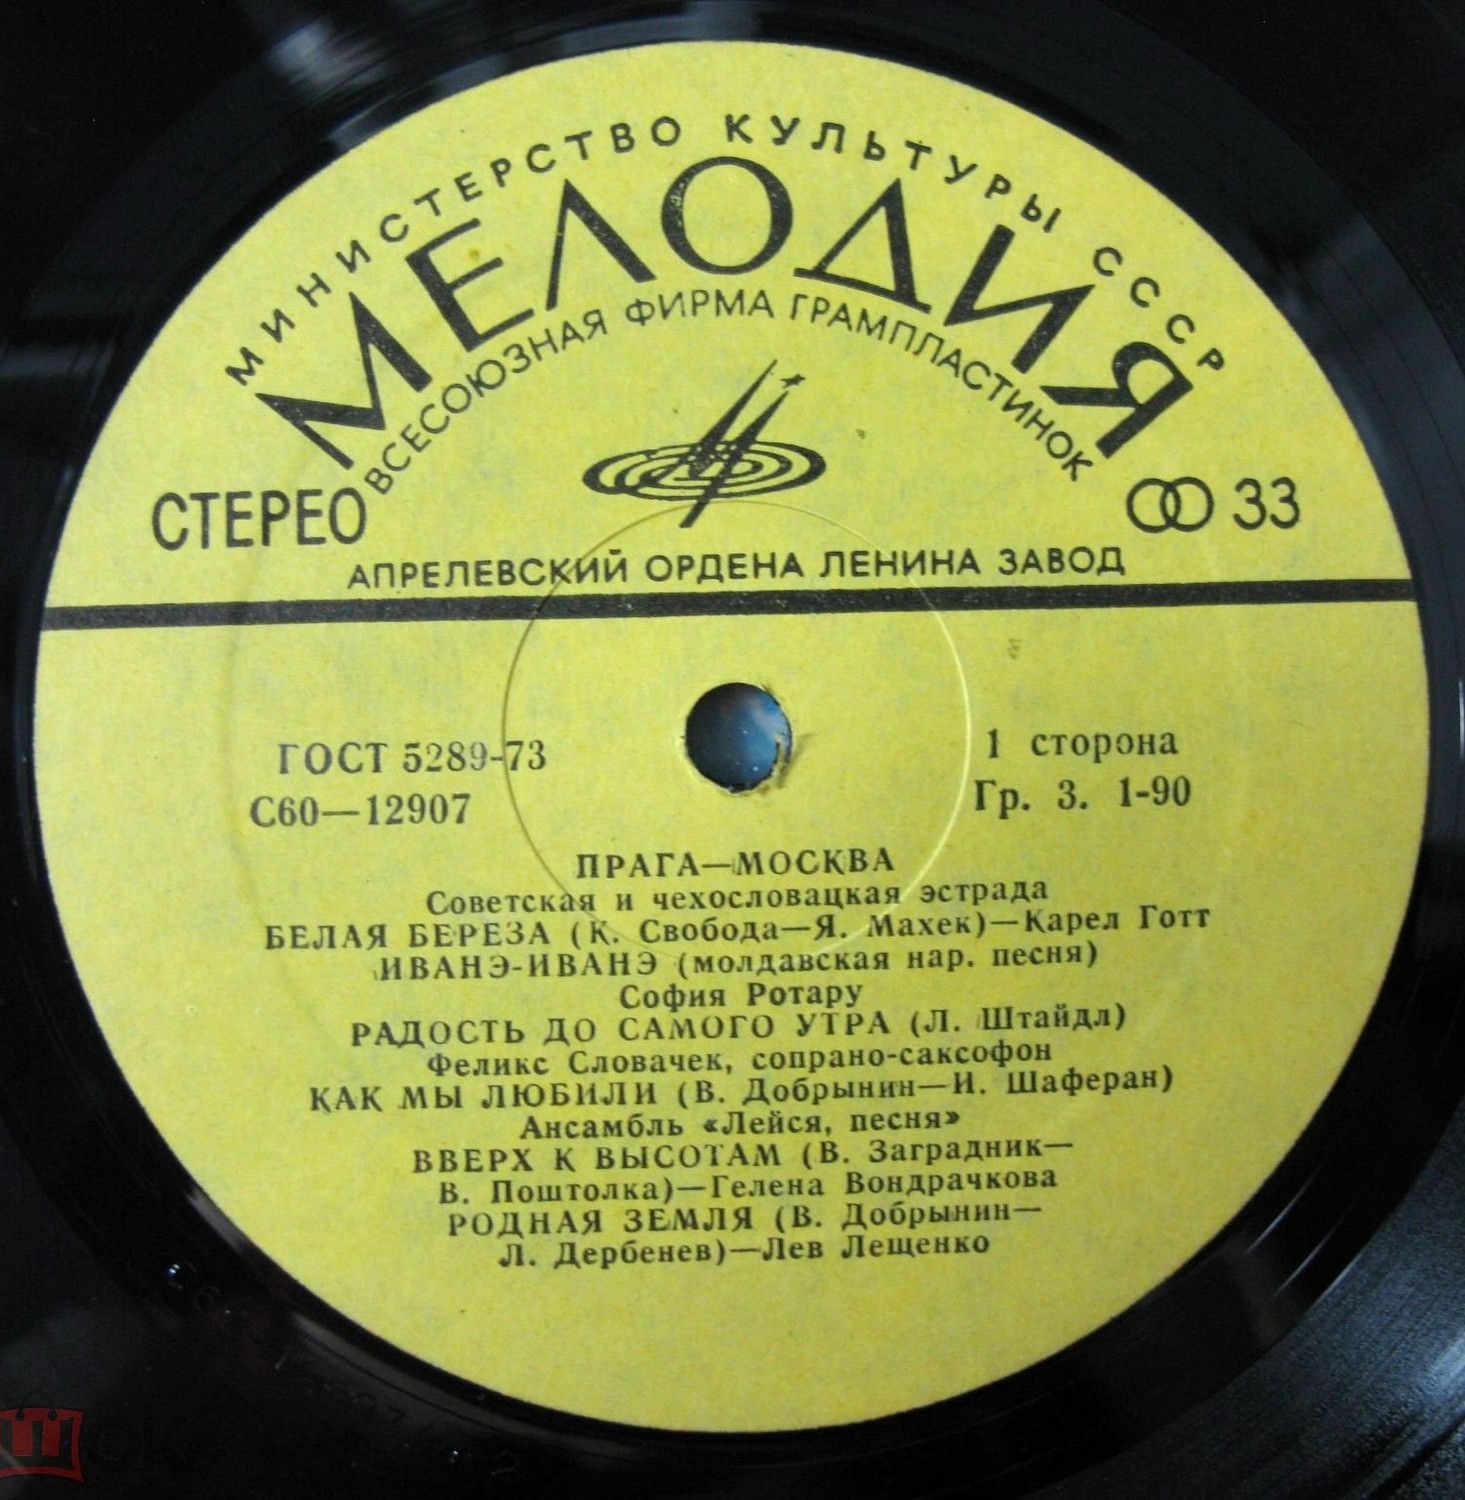 МИНИСТЕРСТВО КУЛЬТУРЫ СССР
МЕЛОДИЯ
ВСЕСОЮЗНАЯ ФИРМА ГРАМПЛАСТИНОК
СТЕРЕО
33
АПРЕЛЕВСКИЙ ОРДЕНА ЛЕНИНА ЗАВОД
ГОСТ 5289-73
1 сторона
С60—12907
Гр. 3. 1-90
ПРАГА—МОСКВА
Советская и чехословацкая эстрада
БЕЛАЯ БЕРЕЗА (К. Свобода—Я. Махек)—Карел Готт
ИВАНЭ-ИВАНЭ (молдавская нар. песня)
София Ротару
РАДОСТЬ ДО САМОГО УТРА (Л. Штайдл)
Феликс Словачек, сопрано-саксофон
КАК МЫ ЛЮБИЛИ (В. Добрынин—И. Шаферан)
Ансамбль «Лейся, песня»
ВВЕРХ К ВЫСОТАМ (В. Заградник—
В. Поштолка)—Гелена Вондрачкова
РОДНАЯ ЗЕМЛЯ (В. Добрынин—
Л. Дербенев)—Лев Лещенко